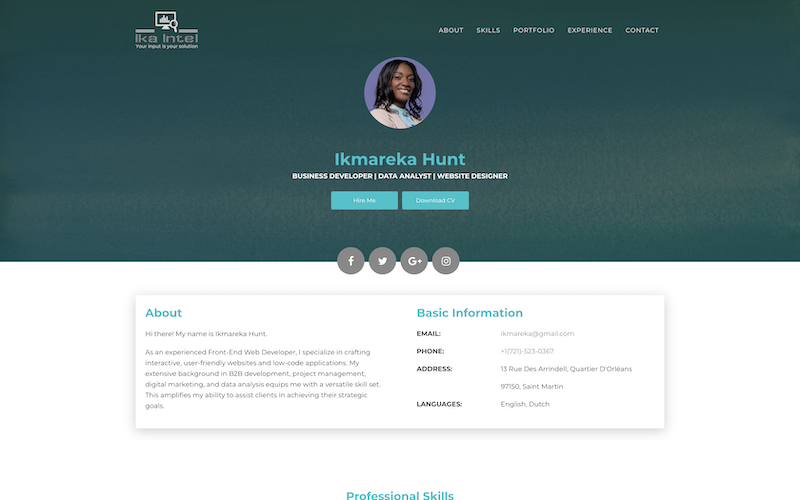 Ika Intel
Your input is your solution
ABOUT SKILLS PORTFOLIO EXPERIENCE CONTACT
Ikmareka Hunt
BUSINESS DEVELOPER | DATA ANALYST | WEBSITE DESIGNER
Hire Me Download CV
About
Hi there! My name is Ikmareka Hunt.
As an experienced Front-End Web Developer, I specialize in crafting
interactive, user-friendly websites and low-code applications. My
extensive background in B2B development, project management,
digital marketing, and data analysis equips me with a versatile skill set.
This amplifies my ability to assist clients in achieving their strategic
goals.
Basic Information
EMAIL: ikmareka@gmail.com
PHONE: +1(721)-523-0367
ADDRESS: 13 Rue Des Arrindell, Quartier D'Orléans
97150, Saint Martin
LANGUAGES: English, Dutch
Professional Skills